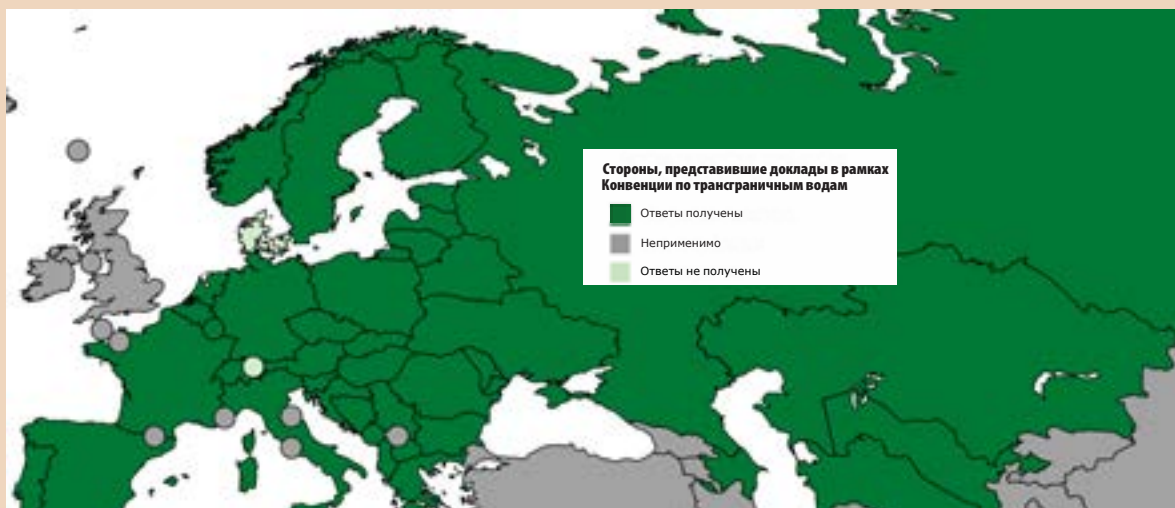 Стороны, представившие доклады в рамках
Конвенции по трансграничным водам
Ответы получены
Неприменимо
Ответы не получены